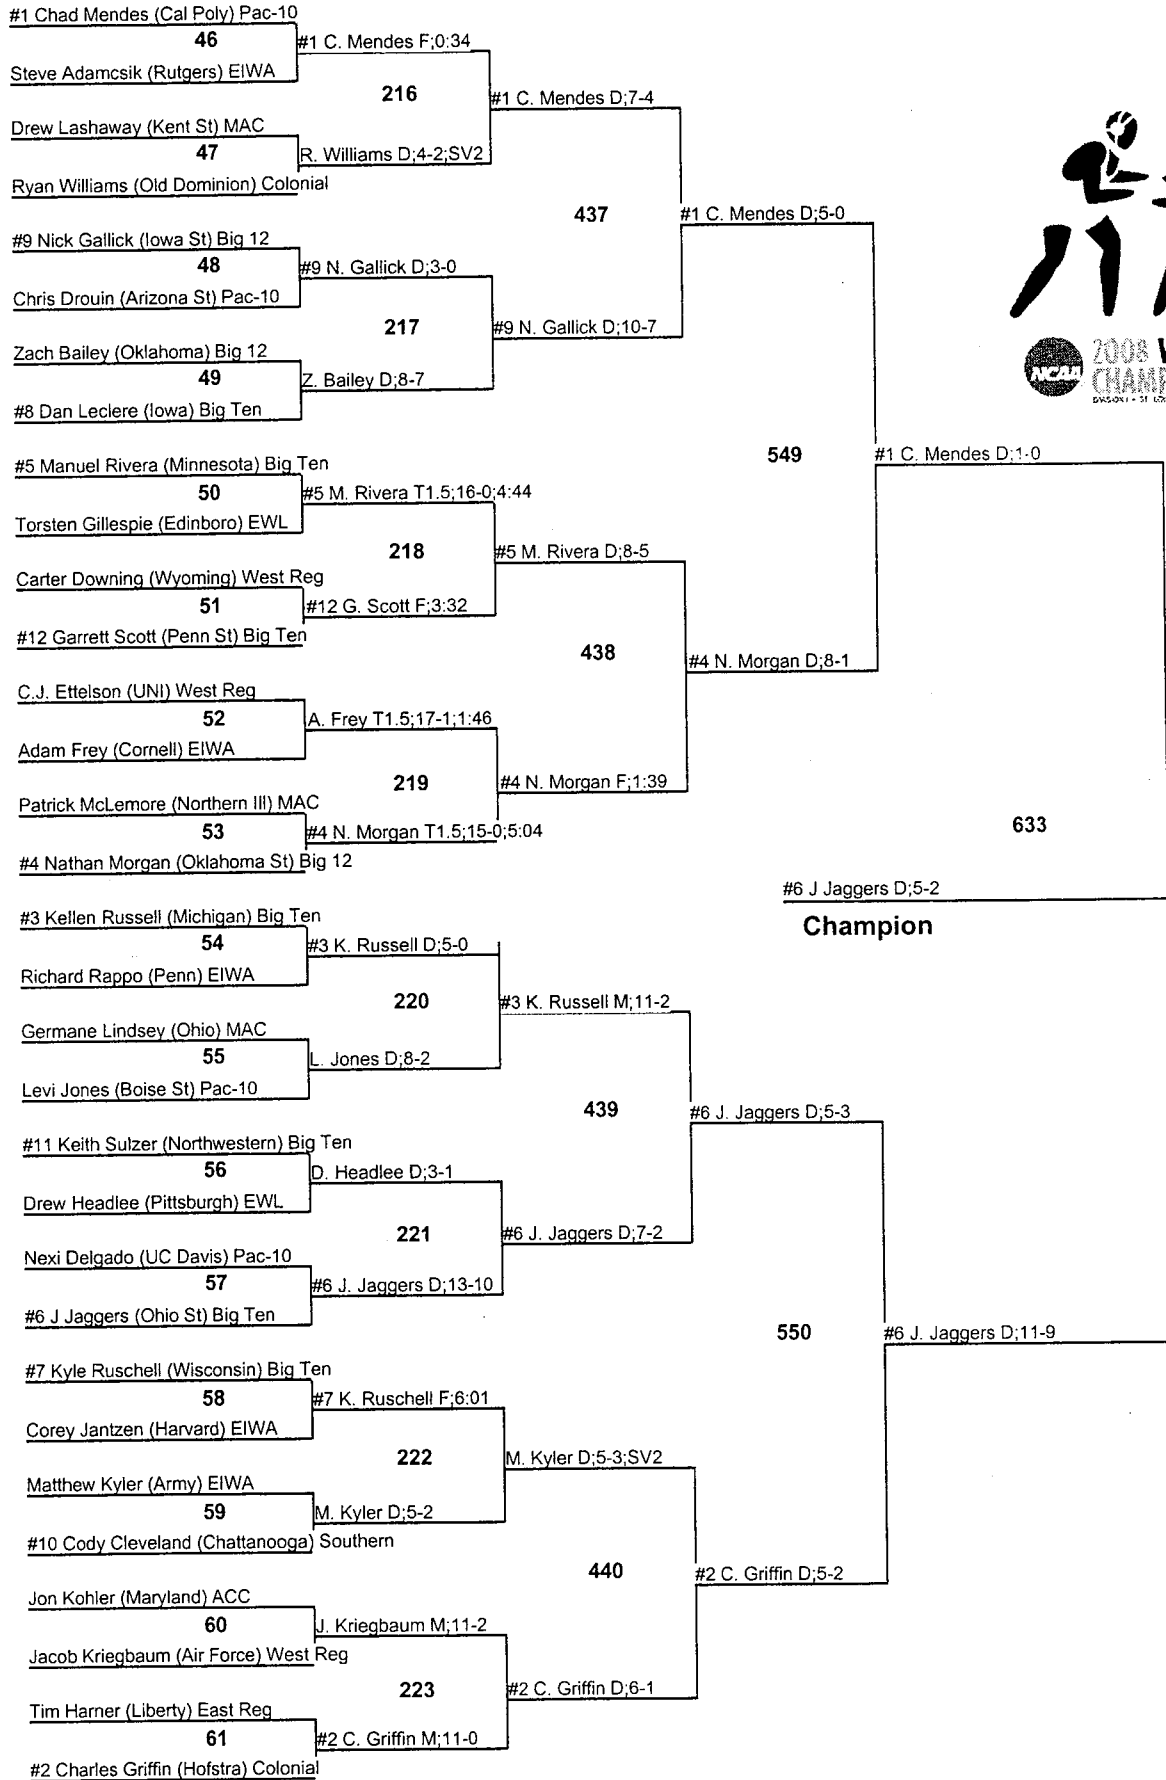 #1 Chad Mendes (Cal Poly) Pac-10
46
#1 C. Mendes F;0:34
Steve Adamcsik (Rutgers) EIWA
216
#1 C. Mendes D;7-4
Drew Lashaway (Kent St) MAC
47
R. Williams D;4-2;SV2
Ryan Williams (Old Dominion) Colonial
437
#1 C. Mendes D;5-0
#9 Nick Gallick (Iowa St) Big 12
48
#9 N. Gallick D;3-0
Chris Drouin (Arizona St) Pac-10
217
#9 N. Gallick D;10-7
Zach Bailey (Oklahoma) Big 12
49
Z. Bailey D;8-7
#8 Dan Leclere (Iowa) Big Ten
NCAA
2008
CHAMP
549
#1 C. Mendes D;1-0
#5 Manuel Rivera (Minnesota) Big Ten
50
#5 M. Rivera T1.5;16-0;4:44
Torsten Gillespie (Edinboro) EWL
218
#5 M. Rivera D;8-5
Carter Downing (Wyoming) West Reg
51
#12 G. Scott F;3:32
#12 Garrett Scott (Penn St) Big Ten
438
#4 N. Morgan D;8-1
C.J. Ettelson (UNI) West Reg
52
A. Frey T1.5;17-1;1:46
Adam Frey (Cornell) EIWA
219
#4 N. Morgan F;1:39
Patrick McLemore (Northern Ill) MAC
53
#4 N. Morgan T1.5;15-0;5:04
#4 Nathan Morgan (Oklahoma St) Big 12
633
#6 J Jaggers D;5-2
Champion
#3 Kellen Russell (Michigan) Big Ten
54
#3 K. Russell D;5-0
Richard Rappo (Penn) EIWA
220
#3 K. Russell M;11-2
Germane Lindsey (Ohio) MAC
55
L. Jones D;8-2
Levi Jones (Boise St) Pac-10
439
#6 J. Jaggers D;5-3
#11 Keith Sulzer (Northwestern) Big Ten
56
D. Headlee D;3-1
Drew Headlee (Pittsburgh) EWL
221
#6 J. Jaggers D;7-2
Nexi Delgado (UC Davis) Pac-10
57
#6 J. Jaggers D;13-10
#6 J Jaggers (Ohio St) Big Ten
550
#6 J. Jaggers D;11-9
#7 Kyle Ruschell (Wisconsin) Big Ten
58
#7 K. Ruschell F;6:01
Corey Jantzen (Harvard) EIWA
222
M. Kyler D;5-3;SV2
Matthew Kyler (Army) EIWA
59
M. Kyler D;5-2
#10 Cody Cleveland (Chattanooga) Southern
440
#2 C. Griffin D;5-2
Jon Kohler (Maryland) ACC
60
J. Kriegbaum M;11-2
Jacob Kriegbaum (Air Force) West Reg
223
#2 C. Griffin D;6-1
Tim Harner (Liberty) East Reg
61
#2 C. Griffin M;11-0
#2 Charles Griffin (Hofstra) Colonial